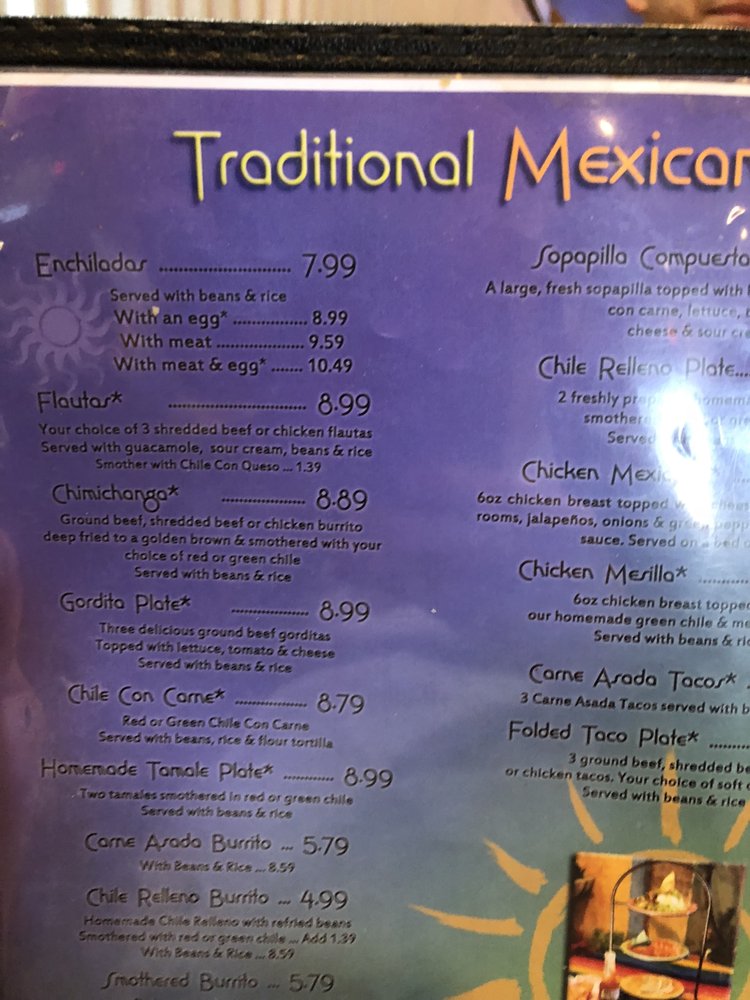 Traditional Mexican
Enchiladas ........................... 7.99
Served with beans & rice
With an egg* ................ 8.99
With meat ................... 9.59
With meat & egg* ....... 10.49
Flautas* ............................ 8.99
Your choice of 3 shredded beef or chicken flautas
Served with guacamole, sour cream, beans & rice
Smother with Chile Con Queso ... 1.39
Chimichanga* ................... 8.89
Ground beef, shredded beef or chicken burrito
deep fried to a golden brown & smothered with your
choice of red or green chile
Served with beans & rice
Gordita Plate* ................. 8.99
Three delicious ground beef gorditas
Topped with lettuce, tomato & cheese
Served with beans & rice
Chile Con Carne* ................ 8.79
Red or Green Chile Con Carne
Served with beans, rice & flour tortilla
Homemade Tamale Plate* ............ 8.99
Two tamales smothered in red or green chile
Served with beans & rice
Carne Asada Burrito ... 5.79
With Beans & Rice ... 8.59
Chile Relleno Burrito ... 4.99
Homemade Chile Relleno with refried beans
Smothered with red or green chile ... Add 1.39
With Beans & Rice ... 8.59
Smothered Burrito ... 5.79
Sopapilla Compuesta
A large, fresh sopapilla topped with
con carne, lettuce,
cheese & sour
Chile Relleno Plate...
2 freshly
Served
Chicken
6oz chicken breast topped
rooms, jalapeños, onions &
sauce. Served on a bed
Chicken Mesilla* ............
6oz chicken breast topped
our homemade green chile &
Served with beans &
Carne Asada Tacos* .
3 Carne Asada Tacos served with
Folded Taco Plate* .........
3 ground beef, shredded
or chicken tacos. Your choice of soft
Served with beans & rice